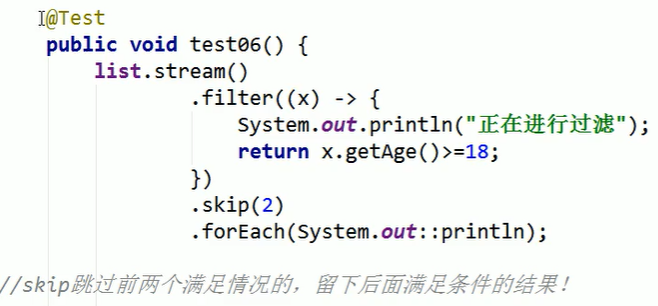 @Test
public void test06() {
list.stream()
.filter((x) -> {
System.out.println("正在进行过滤");
return x.getAge()>=18;
})
.skip(2)
.forEach(System.out::println);
//skip跳过前两个满足情况的，留下后面满足条件的结果！